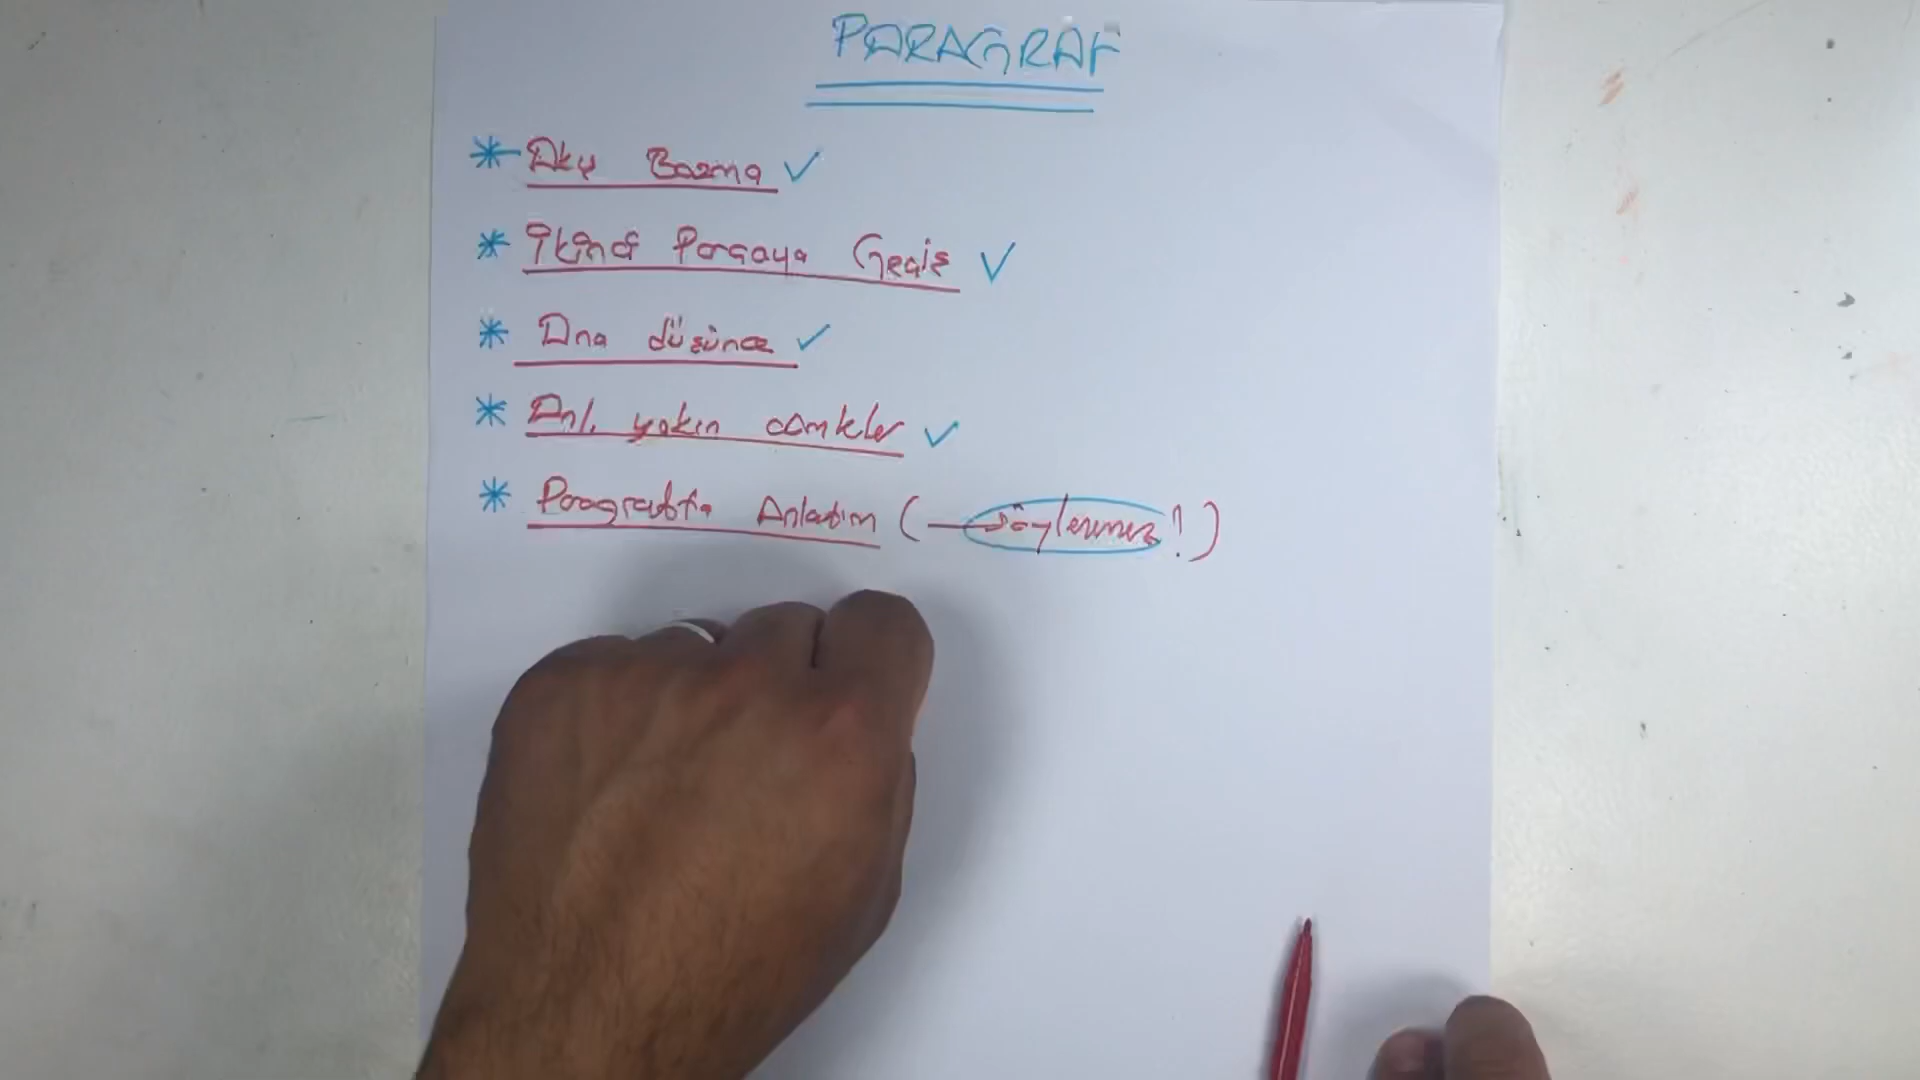 PARAGRAF
* Akış Bozma ✓
* İkinci Parçaya Geçiş ✓
* Ana düşünce ✓
* Anl. yakın cümleler ✓
* Paragrafta Anlatım ( — söylenemez! )